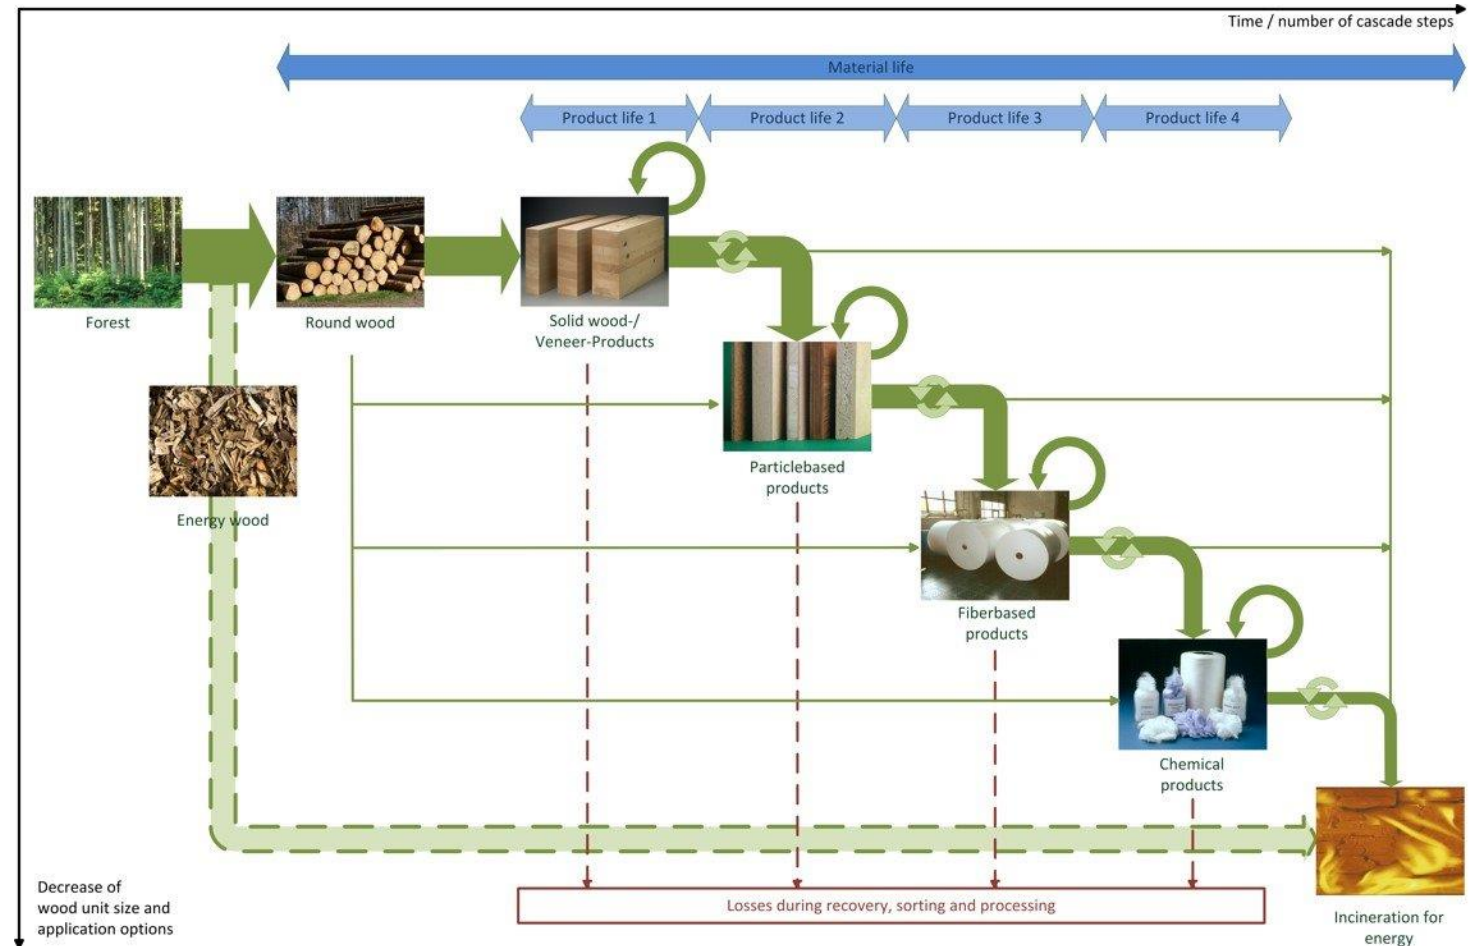 Time / number of cascade steps
Material life
Product life 1
Product life 2
Product life 3
Product life 4
Forest
Round wood
Solid wood-/
Veneer-Products
Energy wood
Particlebased
products
Fiberbased
products
Chemical
products
Losses during recovery, sorting and processing
Decrease of
wood unit size and
application options
Incineration for
energy